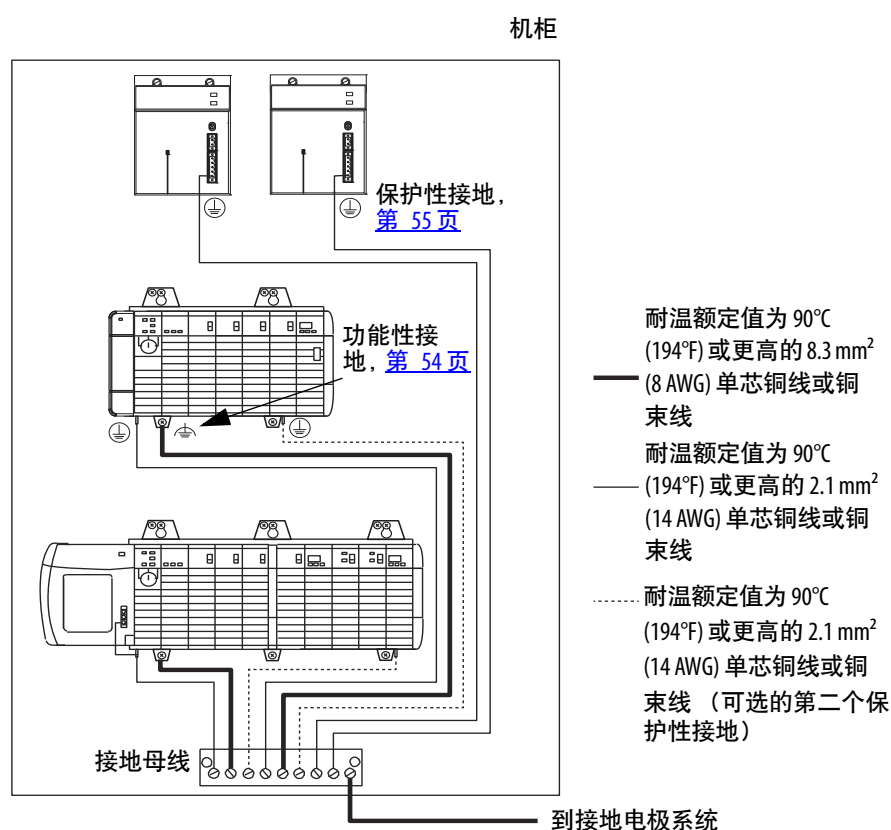 机柜
保护性接地，
第 55 页
功能性接
地，第 54 页
耐温额定值为 90°C
(194°F) 或更高的 8.3 mm²
(8 AWG) 单芯铜线或铜
束线
耐温额定值为 90°C
(194°F) 或更高的 2.1 mm²
(14 AWG) 单芯铜线或铜
束线
耐温额定值为 90°C
(194°F) 或更高的 2.1 mm²
(14 AWG) 单芯铜线或铜
束线 （可选的第二个保
护性接地）
接地母线
到接地电极系统